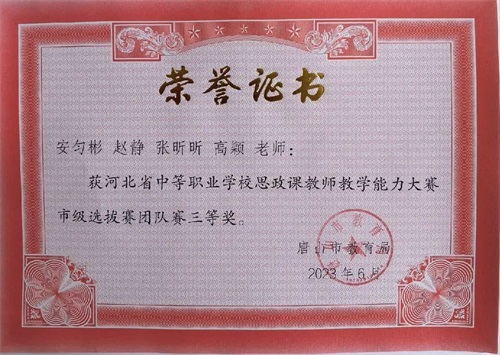 荣誉证书
安匀彬 赵静 张昕昕 高颖 老师：
获河北省中等职业学校思政课教师教学能力大赛
市级选拔赛团队赛三等奖。
唐山市教育局
2023年6月